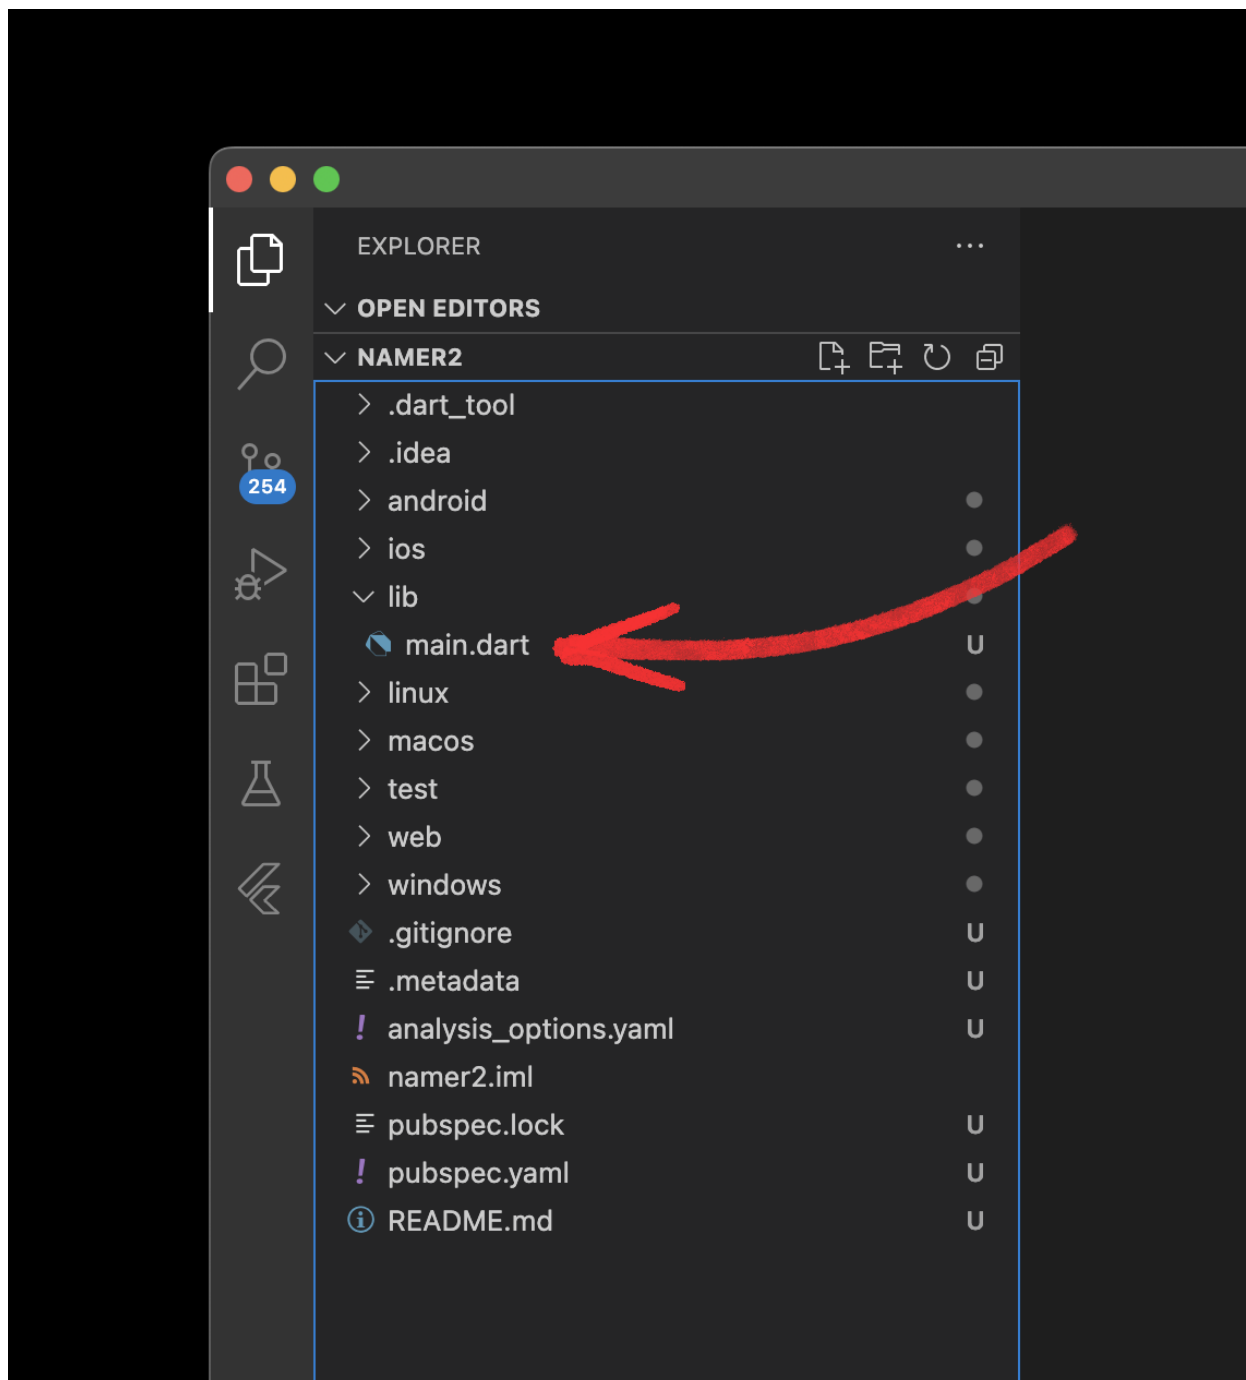 EXPLORER ...
OPEN EDITORS
NAMER2
.dart_tool
.idea
254
android
ios
lib
main.dart U
linux
macos
test
web
windows
.gitignore U
.metadata U
! analysis_options.yaml U
namer2.iml
pubspec.lock U
! pubspec.yaml U
README.md U